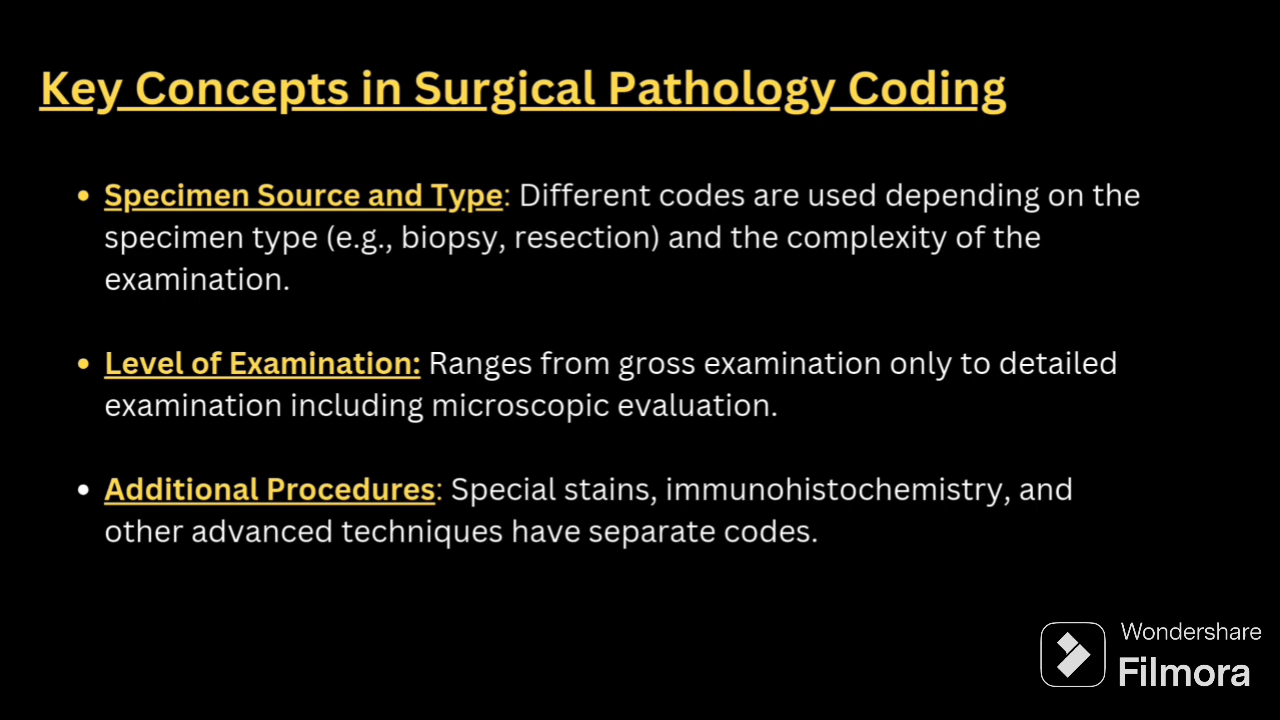 Key Concepts in Surgical Pathology Coding
• Specimen Source and Type: Different codes are used depending on the
specimen type (e.g., biopsy, resection) and the complexity of the
examination.
• Level of Examination: Ranges from gross examination only to detailed
examination including microscopic evaluation.
• Additional Procedures: Special stains, immunohistochemistry, and
other advanced techniques have separate codes.
Wondershare
Filmora